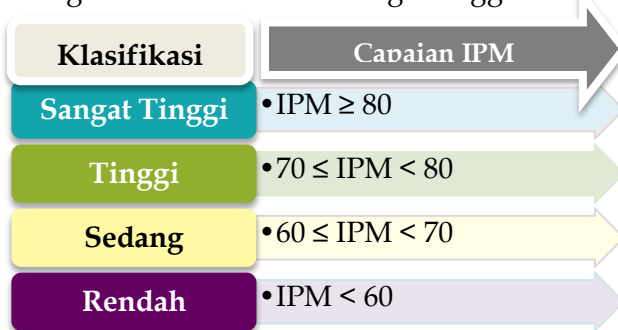 Klasifikasi Capaian IPM
Sangat Tinggi •IPM ≥ 80
Tinggi •70 ≤ IPM < 80
Sedang •60 ≤ IPM < 70
Rendah •IPM < 60